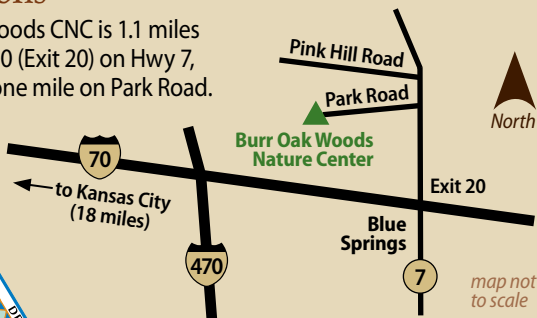 CNC is 1.1 miles
(Exit 20) on Hwy 7,
one mile on Park Road.
Pink Hill Road
Park Road
North
Burr Oak Woods
Nature Center
70
to Kansas City
(18 miles)
Exit 20
Blue
Springs
470
7
map not
to scale